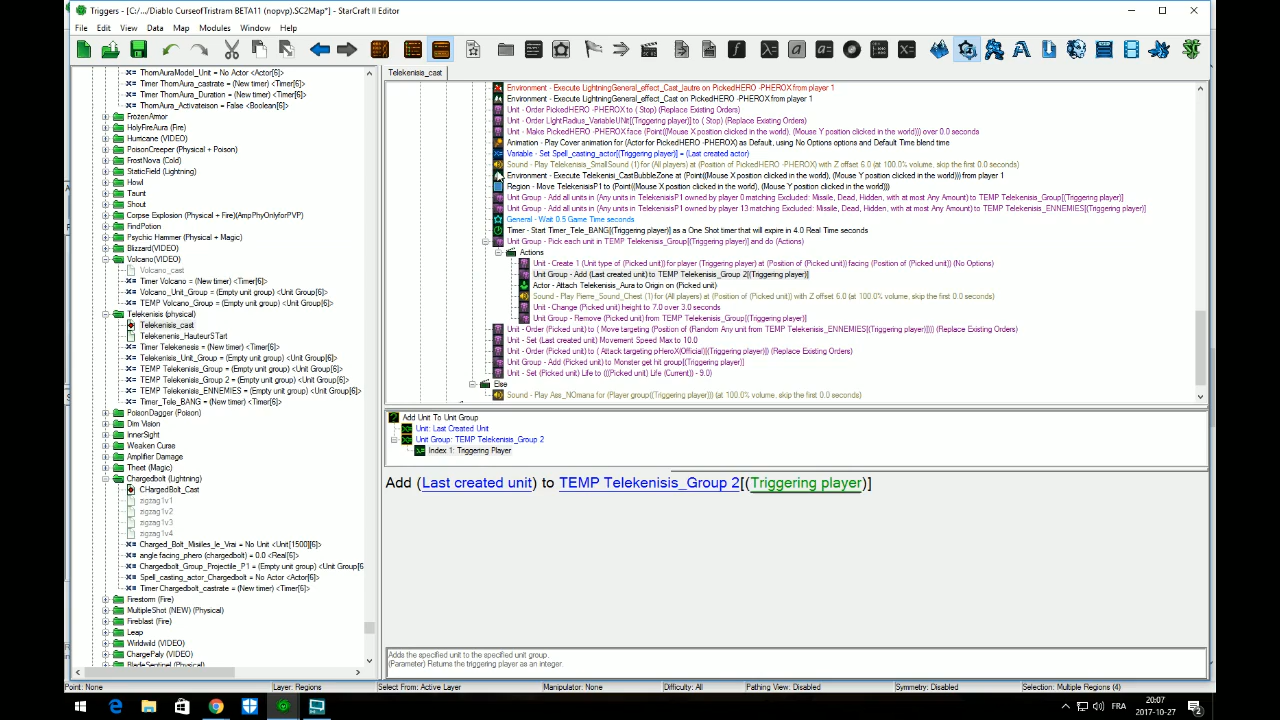 Triggers - [C:/.../Diablo CurseofTristram BETA11 (nopvp).SC2Map*] - StarCraft II Editor
File Edit View Data Map Modules Window Help
ThornAuraModel_Unit = No Actor <Actor[6]>
Timer ThornAura_castrate = (New timer) <Timer[6]>
Timer ThornAura_Duration = (New timer) <Timer[6]>
ThornAura_Activateison = False <Boolean[6]>
FrozenArmor
HolyFireAura (Fire)
Hurricane (VIDEO)
PoisonCreeper (Physical + Poison)
FrostNova (Cold)
StaticField (Lightning)
Howl
Taunt
Shout
Corpse Explosion (Physical + Fire)(AmpPhyOnlyforPVP)
FindPotion
Psychic Hammer (Physical + Magic)
Blizzard(VIDEO)
Volcano(VIDEO)
Volcano_cast
Timer Volcano = (New timer) <Timer[6]>
Volcano_Unit_Group = (Empty unit group) <Unit Group[6]>
TEMP Volcano_Group = (Empty unit group) <Unit Group[6]>
Telekenisis (physical)
Telekenisis_cast
Telekenenis_HauteurSTart
Timer Telekenesis = (New timer) <Timer[6]>
Telekenisis_Unit_Group = (Empty unit group) <Unit Group[6]>
TEMP Telekenisis_Group = (Empty unit group) <Unit Group[6]>
TEMP Telekenisis_Group 2 = (Empty unit group) <Unit Group[6]>
TEMP Telekenisis_ENNEMIES = (Empty unit group) <Unit Group[6]>
Timer_Tele_BANG = (New timer) <Timer[6]>
PoisonDagger (Poison)
Dim Vision
InnerSight
Weaken Curse
Amplifier Damage
Theft (Magic)
Chargedbolt (Lightning)
CHargedBolt_Cast
zigzag1v1
zigzag1v2
zigzag1v3
zigzag1v4
Charged_Bolt_Misiles_le_Vrai = No Unit <Unit[1500][6]>
angle facing_phero (chargedbolt) = 0.0 <Real[6]>
Chargedbolt_Group_Projectile_P1 = (Empty unit group) <Unit Group[6]
Spell_casting_actor_Chargedbolt = No Actor <Actor[6]>
Timer Chargedbolt_castrate = (New timer) <Timer[6]>
Firestorm (Fire)
MultipleShot (NEW) (Physical)
Fireblast (Fire)
Leap
Wirldwild (VIDEO)
ChargePaly (VIDEO)
BladeSentinel (Physical)
Telekenisis_cast
Environment - Execute LightningGeneral_effect_Cast_lautre on PickedHERO -PHEROX from player 1
Environment - Execute LightningGeneral_effect_Cast on PickedHERO -PHEROX from player 1
Unit - Order PickedHERO -PHEROX to ( Stop) (Replace Existing Orders)
Unit - Order LIghtRadius_VariableUNit[(Triggering player)] to ( Stop) (Replace Existing Orders)
Unit - Make PickedHERO -PHEROX face (Point((Mouse X position clicked in the world), (Mouse Y position clicked in the world))) over 0.0 seconds
Animation - Play Cover animation for (Actor for PickedHERO -PHEROX) as Default, using No Options options and Default Time blend time
Variable - Set Spell_casting_actor[(Triggering player)] = (Last created actor)
Sound - Play Telekenisis_SmallSound (1) for (All players) at (Position of PickedHERO -PHEROX) with Z offset 6.0 (at 100.0% volume, skip the first 0.0 seconds)
Environment - Execute Telekenisi_CastBubbleZone at (Point((Mouse X position clicked in the world), (Mouse Y position clicked in the world))) from player 1
Region - Move TelekenisisP1 to (Point((Mouse X position clicked in the world), (Mouse Y position clicked in the world)))
Unit Group - Add all units in (Any units in TelekenisisP1 owned by player 0 matching Excluded: Missile, Dead, Hidden, with at most Any Amount) to TEMP Telekenisis_Group[(Triggering player)]
Unit Group - Add all units in (Any units in TelekenisisP1 owned by player 13 matching Excluded: Missile, Dead, Hidden, with at most Any Amount) to TEMP Telekenisis_ENNEMIES[(Triggering player)]
General - Wait 0.5 Game Time seconds
Timer - Start Timer_Tele_BANG[(Triggering player)] as a One Shot timer that will expire in 4.0 Real Time seconds
Unit Group - Pick each unit in TEMP Telekenisis_Group[(Triggering player)] and do (Actions)
Actions
Unit - Create 1 (Unit type of (Picked unit)) for player (Triggering player) at (Position of (Picked unit)) facing (Position of (Picked unit)) (No Options)
Unit Group - Add (Last created unit) to TEMP Telekenisis_Group 2[(Triggering player)]
Actor - Attach Telekenisis_Aura to Origin on (Picked unit)
Sound - Play Pierre_Sound_Chest (1) for (All players) at (Position of (Picked unit)) with Z offset 6.0 (at 100.0% volume, skip the first 0.0 seconds)
Unit - Change (Picked unit) height to 7.0 over 3.0 seconds
Unit Group - Remove (Picked unit) from TEMP Telekenisis_Group[(Triggering player)]
Unit - Order (Picked unit) to ( Move targeting (Position of (Random Any unit from TEMP Telekenisis_ENNEMIES[(Triggering player)]))) (Replace Existing Orders)
Unit - Set (Last created unit) Movement Speed Max to 10.0
Unit - Order (Picked unit) to ( Attack targeting pHeroX(Official)[(Triggering player)]) (Replace Existing Orders)
Unit Group - Add (Picked unit) to Monster get hit group[(Triggering player)]
Unit - Set (Picked unit) Life to (((Picked unit) Life (Current)) - 9.0)
Else
Sound - Play Ass_NOmana for (Player group((Triggering player))) (at 100.0% volume, skip the first 0.0 seconds)
Add Unit To Unit Group
Unit: Last Created Unit
Unit Group: TEMP Telekenisis_Group 2
Index 1: Triggering Player
Add (Last created unit) to TEMP Telekenisis_Group 2[(Triggering player)]
Adds the specified unit to the specified unit group.
(Parameter) Returns the triggering player as an integer.
Point: None Layer: Regions Select From: Active Layer Manipulator: None Difficulty: All Pathing View: Disabled Symmetry: Disabled Selection: Multiple Regions (4)
FRA
20:07
2017-10-27
2